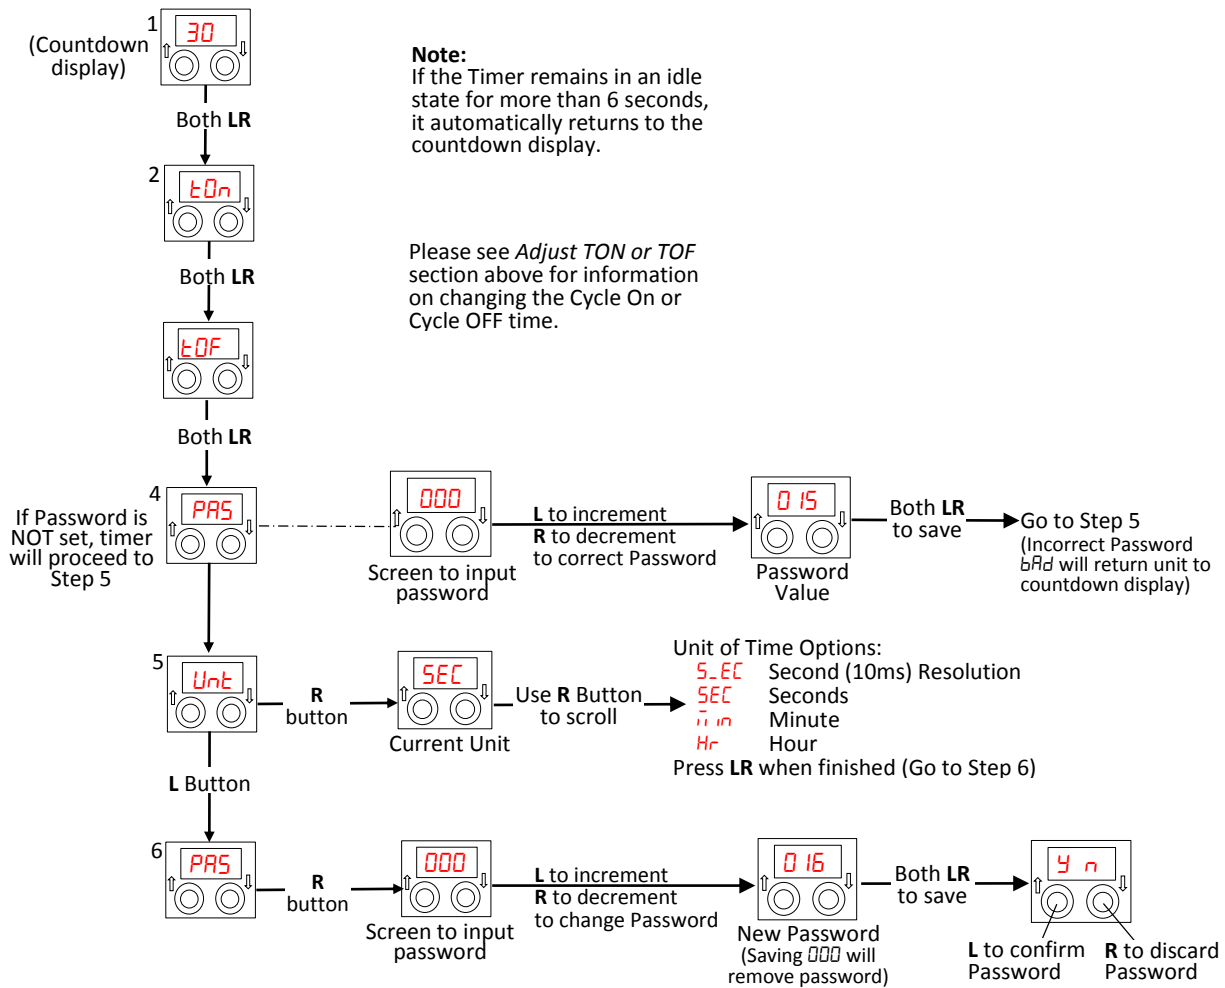 1
30
(Countdown
display)
Note:
If the Timer remains in an idle
state for more than 6 seconds,
it automatically returns to the
countdown display.
Both LR
2
tOn
Both LR
Please see Adjust TON or TOF
section above for information
on changing the Cycle On or
Cycle OFF time.
tOF
Both LR
4
PAS
If Password is
NOT set, timer
will proceed to
Step 5
000
Screen to input
password
L to increment
R to decrement
to correct Password
015
Password
Value
Both LR
to save
Go to Step 5
(Incorrect Password
bAd will return unit to
countdown display)
5
Unt
R
button
SEC
Current Unit
Use R Button
to scroll
Unit of Time Options:
S_EC Second (10ms) Resolution
SEC Seconds
Min Minute
Hr Hour
Press LR when finished (Go to Step 6)
L Button
6
PAS
R
button
000
Screen to input
password
L to increment
R to decrement
to change Password
016
New Password
(Saving 000 will
remove password)
Both LR
to save
y n
L to confirm
Password
R to discard
Password